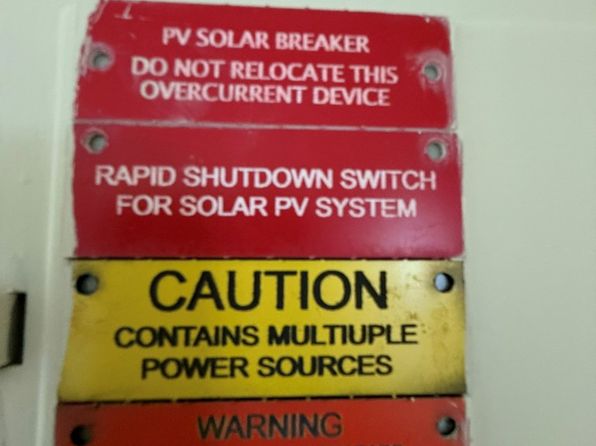 PV SOLAR BREAKER
DO NOT RELOCATE THIS
OVERCURRENT DEVICE
RAPID SHUTDOWN SWITCH
FOR SOLAR PV SYSTEM
CAUTION
CONTAINS MULTIUPLE
POWER SOURCES
WARNING